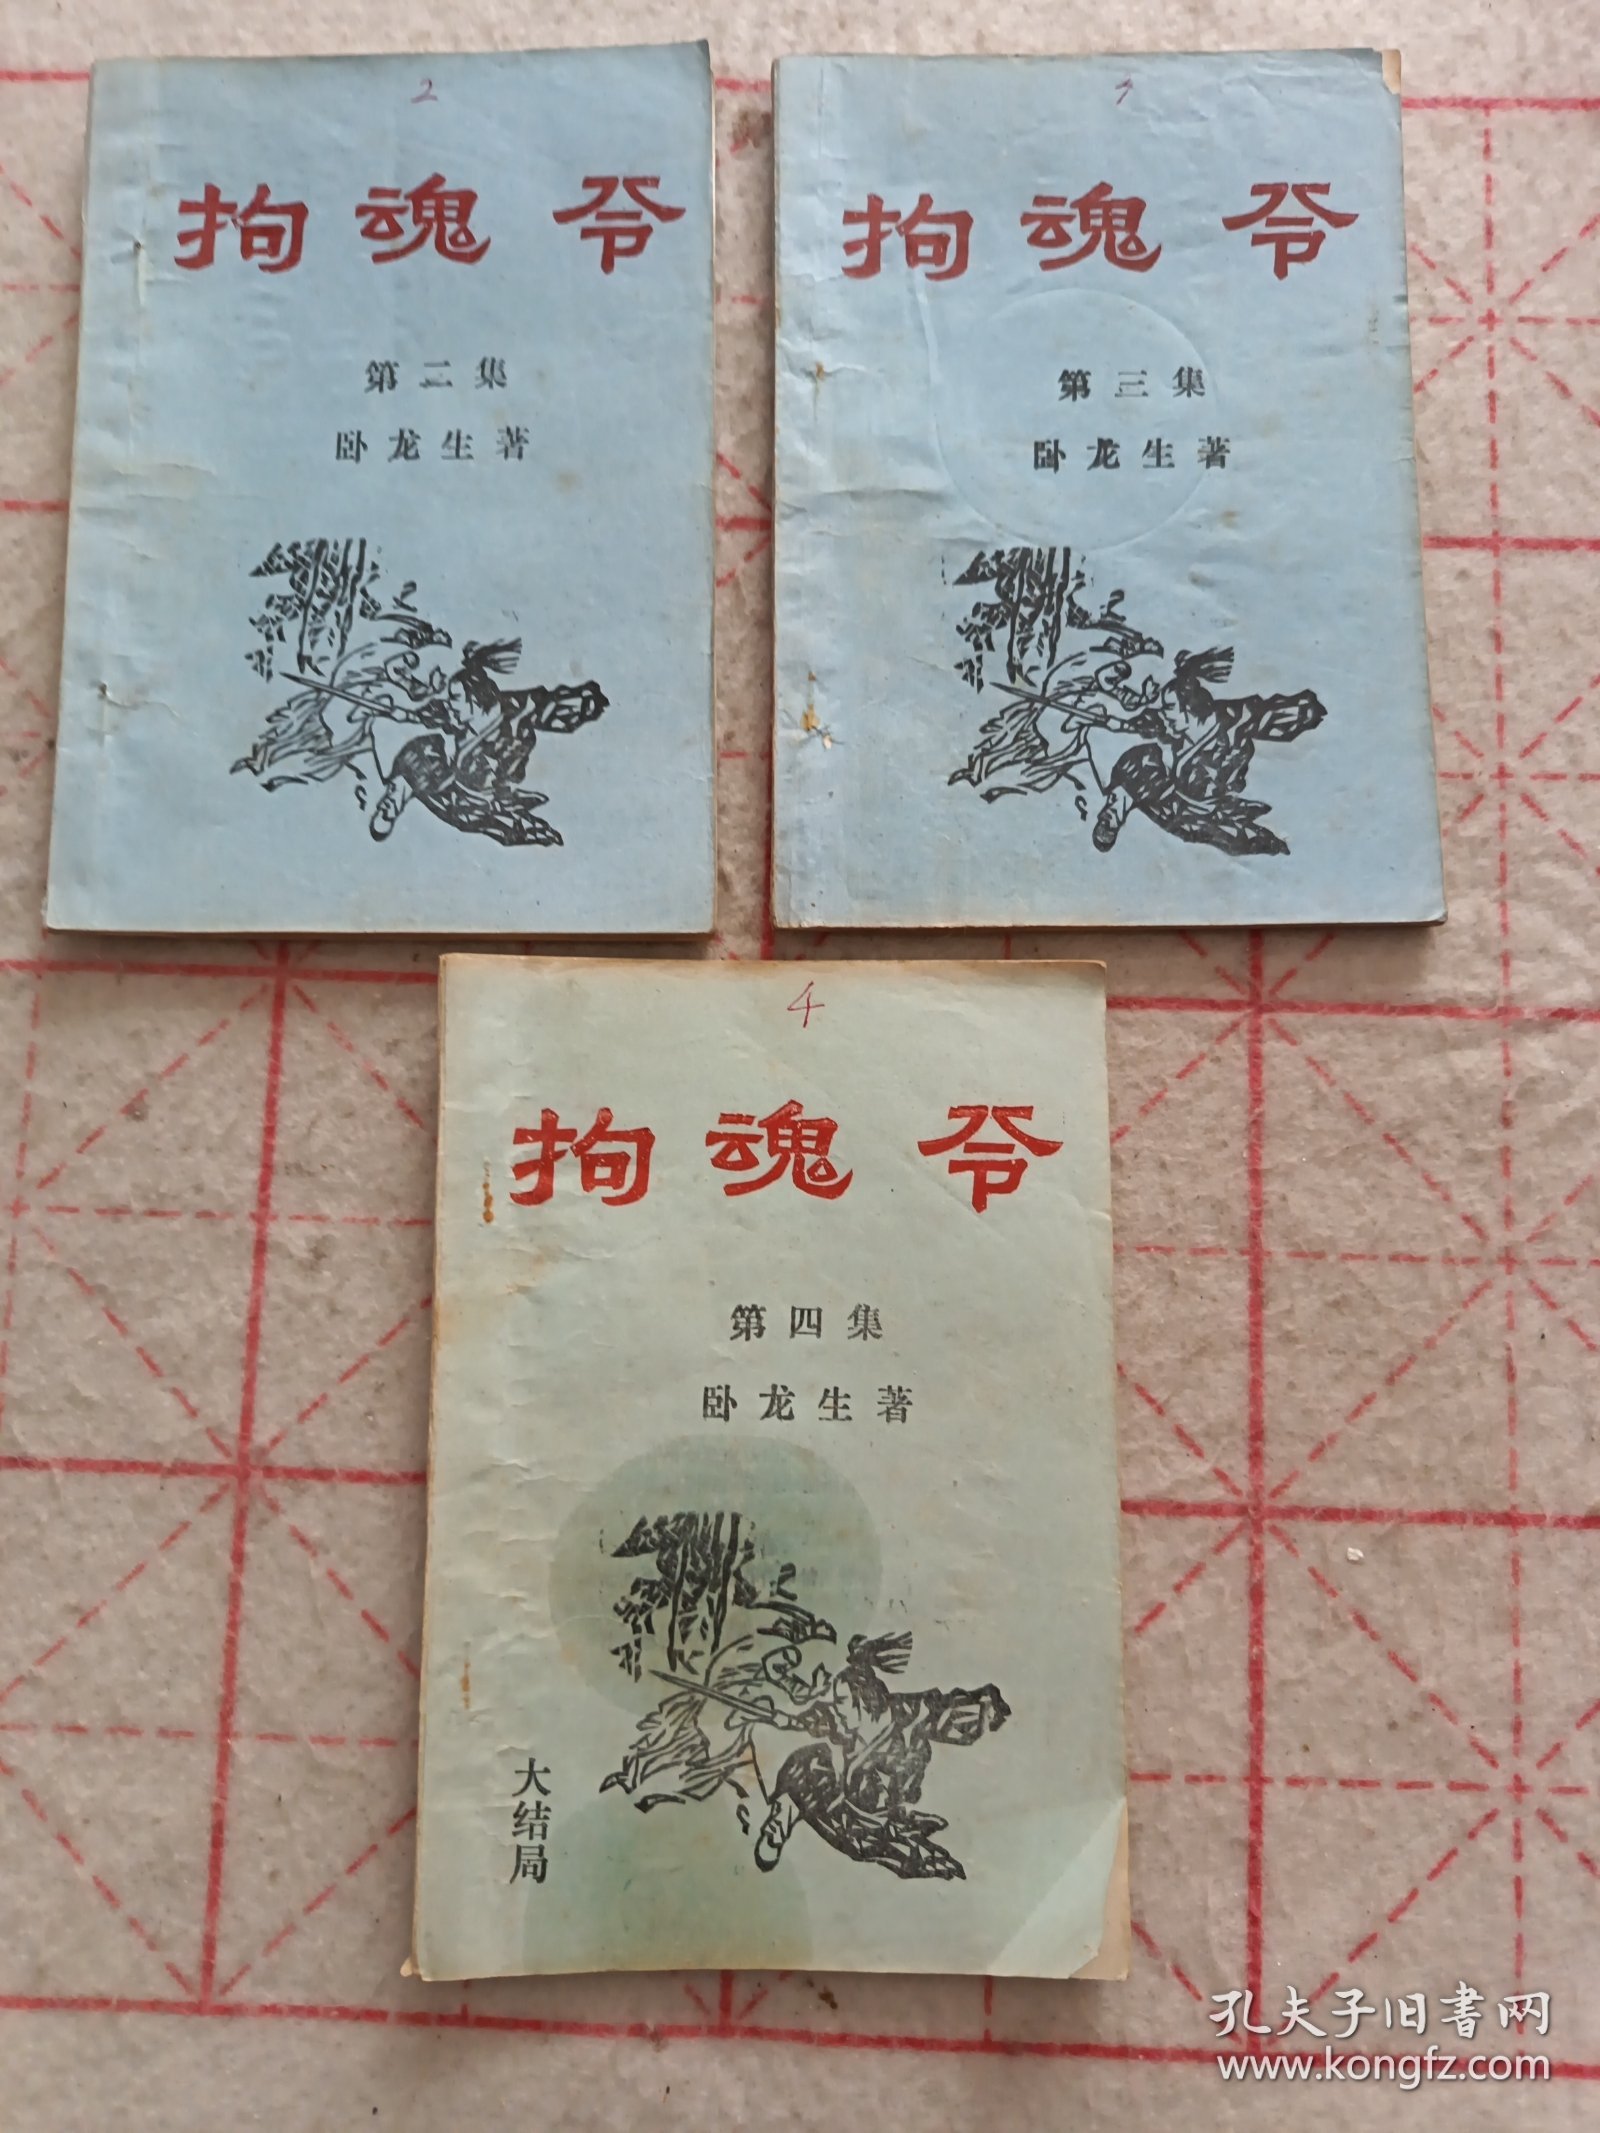 2
拘魂令
第二集
卧龙生著
拘魂令
第三集
卧龙生著
4
拘魂令
第四集
卧龙生著
大结局
孔夫子旧書网
www.kongfz.com